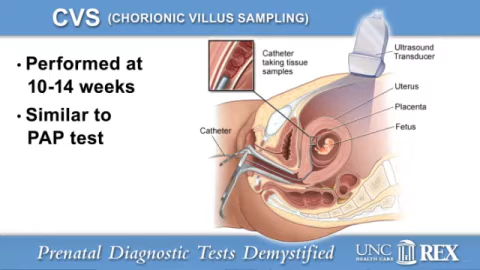 CVS (CHORIONIC VILLUS SAMPLING)
• Performed at
10-14 weeks
• Similar to
PAP test
Catheter
taking tissue
samples
Ultrasound
Transducer
Uterus
Placenta
Fetus
Catheter
Prenatal Diagnostic Tests Demystified
UNC REX
HEALTH CARE